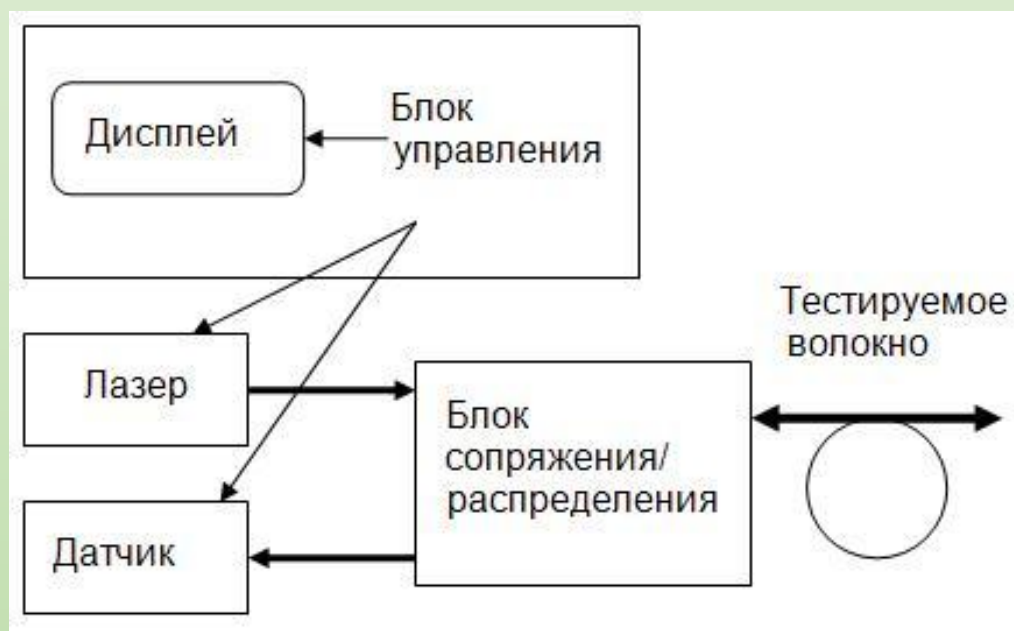 Дисплей
Блок
управления
Тестируемое
волокно
Лазер
Блок
сопряжения/
распределения
Датчик